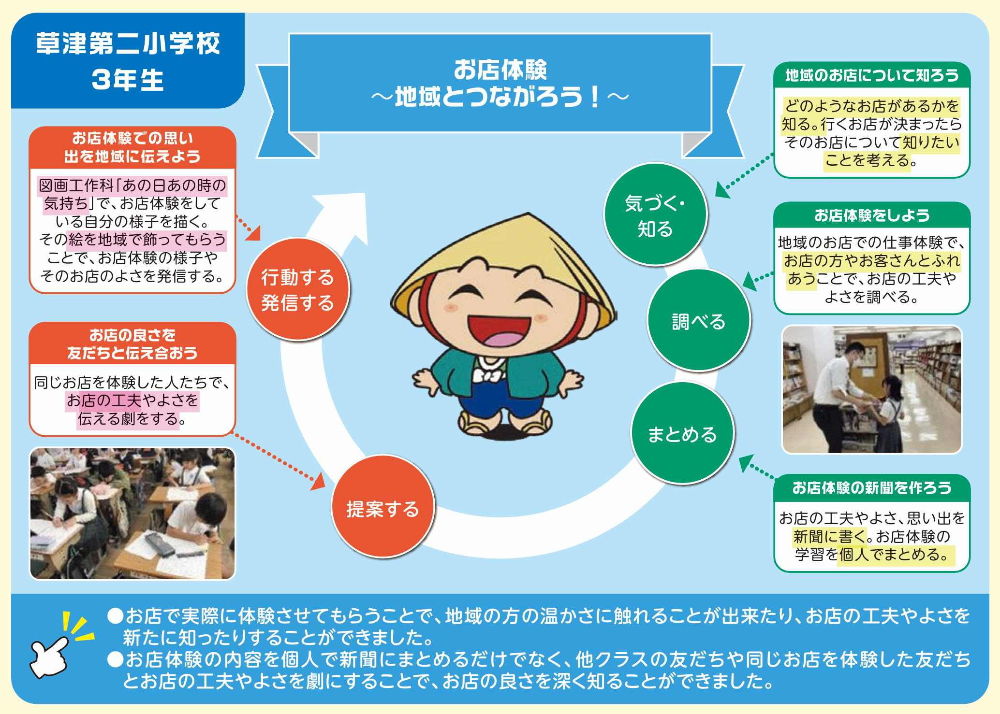 草津第二小学校
3年生
お店体験
～地域とつながろう！～
地域のお店について知ろう
どのようなお店があるかを
知る。行くお店が決まったら
そのお店について知りたい
ことを考える。
気づく・
知る
お店体験をしよう
地域のお店での仕事体験で、
お店の方やお客さんとふれ
あうことで、お店の工夫や
よさを調べる。
調べる
まとめる
お店体験の新聞を作ろう
お店の工夫やよさ、思い出を
新聞に書く。お店体験の
学習を個人でまとめる。
提案する
お店の良さを
友だちと伝え合おう
同じお店を体験した人たちで、
お店の工夫やよさを
伝える劇をする。
行動する
発信する
お店体験での思い
出を地域に伝えよう
図画工作科「あの日あの時の
気持ち」で、お店体験をして
いる自分の様子を描く。
その絵を地域で飾ってもらう
ことで、お店体験の様子や
そのお店のよさを発信する。
●お店で実際に体験させてもらうことで、地域の方の温かさに触れることが出来たり、お店の工夫やよさを
新たに知ったりすることができました。
●お店体験の内容を個人で新聞にまとめるだけでなく、他クラスの友だちや同じお店を体験した友だち
とお店の工夫やよさを劇にすることで、お店の良さを深く知ることができました。